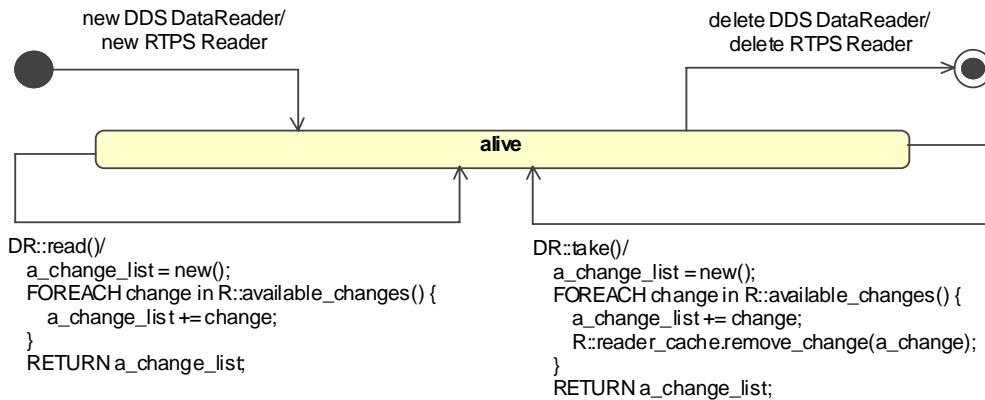 new DDS DataReader/
new RTPS Reader
delete DDS DataReader/
delete RTPS Reader
alive
DR::read()/
a_change_list = new();
FOREACH change in R::available_changes() {
a_change_list += change;
}
RETURN a_change_list;
DR::take()/
a_change_list = new();
FOREACH change in R::available_changes() {
a_change_list += change;
R::reader_cache.remove_change(a_change);
}
RETURN a_change_list;